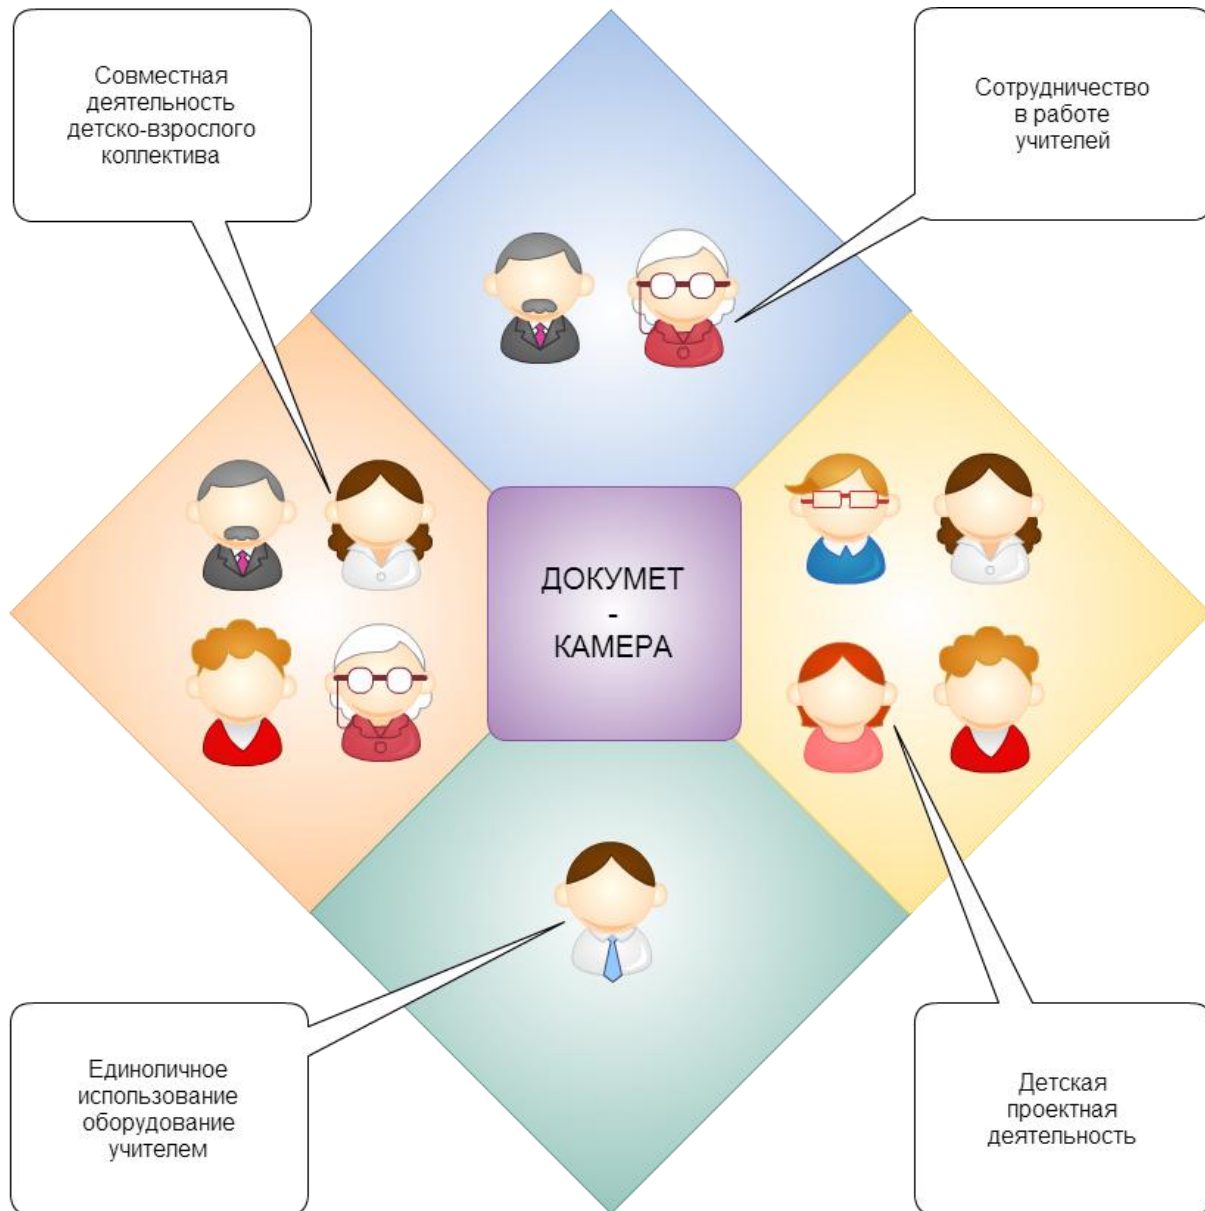 Совместная
деятельность
детско-взрослого
коллектива
Сотрудничество
в работе
учителей
ДОКУМЕТ
-
КАМЕРА
Единоличное
использование
оборудование
учителем
Детская
проектная
деятельность